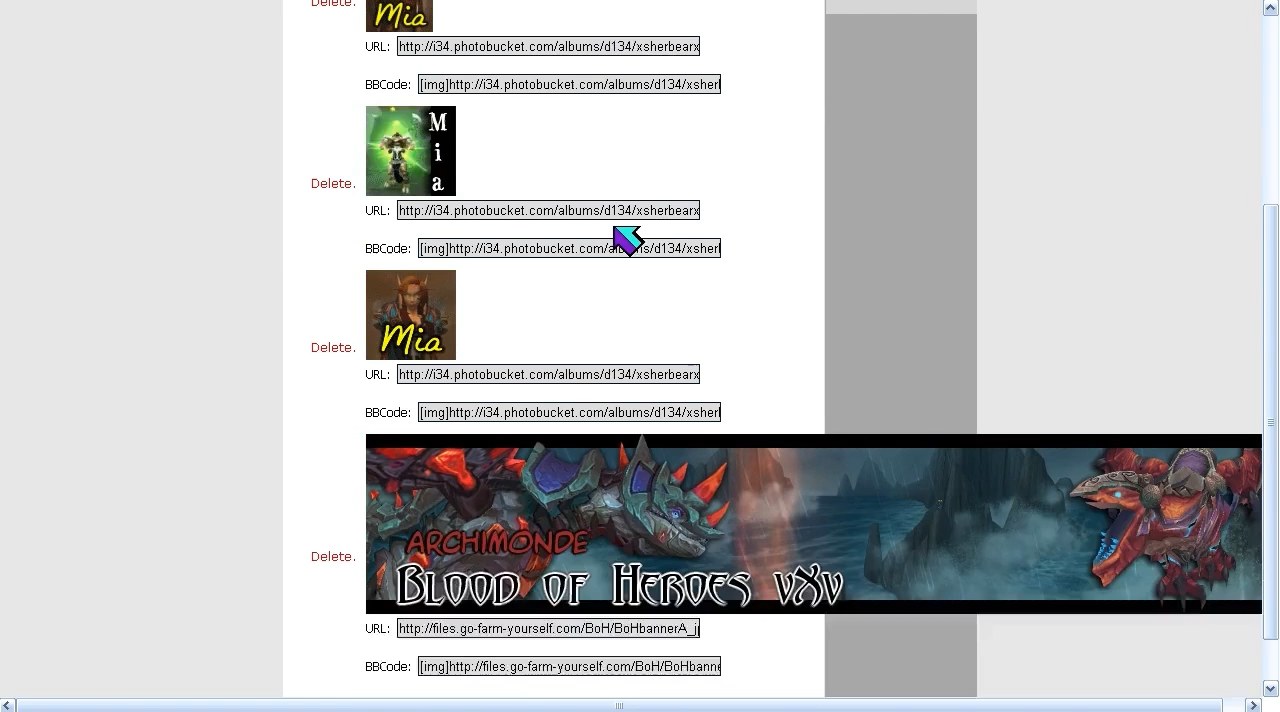 Delete.
Mia
URL: http://i34.photobucket.com/albums/d134/xsherbearx
BBCode: [img]http://i34.photobucket.com/albums/d134/xsher
M
i
a
Delete.
URL: http://i34.photobucket.com/albums/d134/xsherbearx
BBCode: [img]http://i34.photobucket.com/albums/d134/xsher
Mia
Delete.
URL: http://i34.photobucket.com/albums/d134/xsherbearx
BBCode: [img]http://i34.photobucket.com/albums/d134/xsher
ARCHIMONDE
Delete.
Blood of Heroes vXv
URL: http://files.go-farm-yourself.com/BoH/BoHbannerA_j
BBCode: [img]http://files.go-farm-yourself.com/BoH/BoHbanne